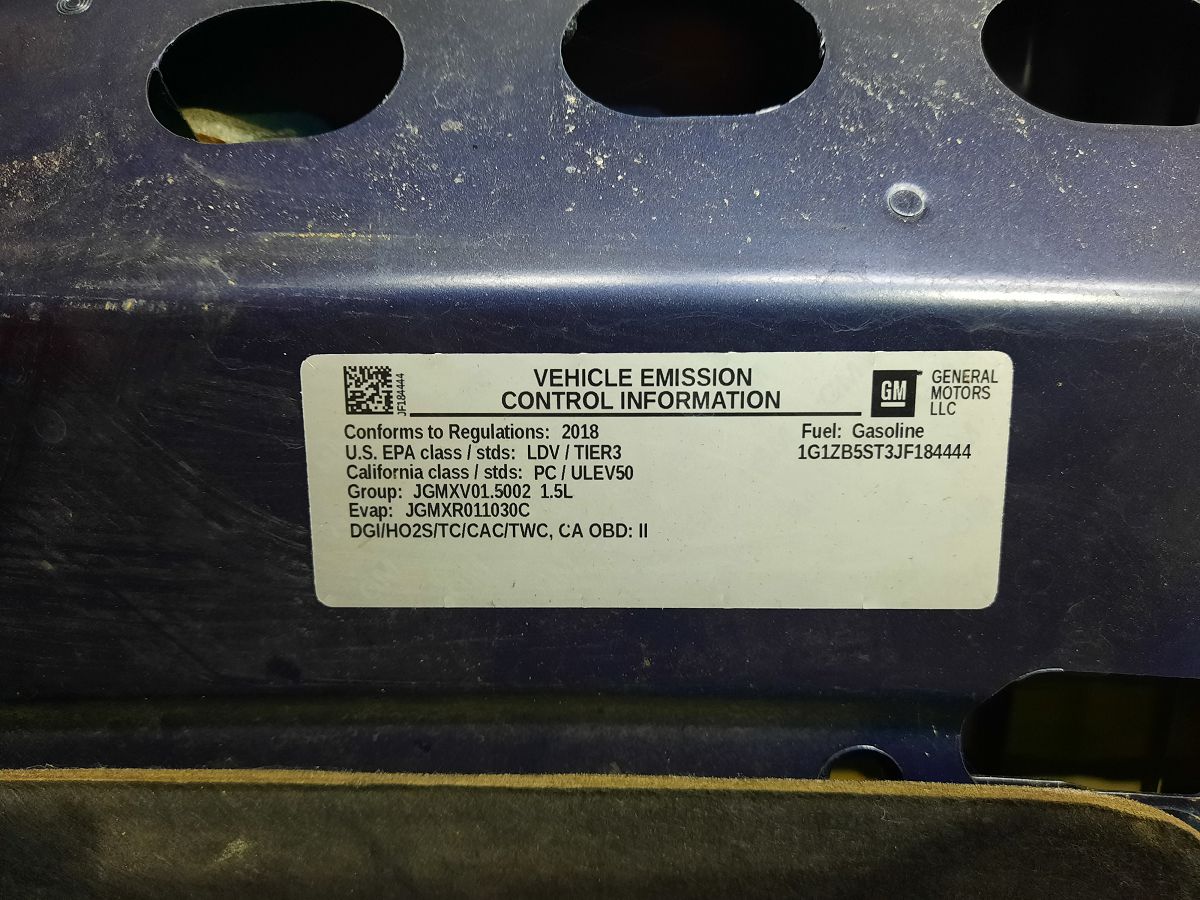 JF184444
VEHICLE EMISSION
CONTROL INFORMATION
GM
GENERAL
MOTORS
LLC
Conforms to Regulations: 2018
Fuel: Gasoline
U.S. EPA class / stds: LDV / TIER3
1G1ZB5ST3JF184444
California class / stds: PC / ULEV50
Group: JGMXV01.5002 1.5L
Evap: JGMXR011030C
DGI/HO2S/TC/CAC/TWC, CA OBD: II